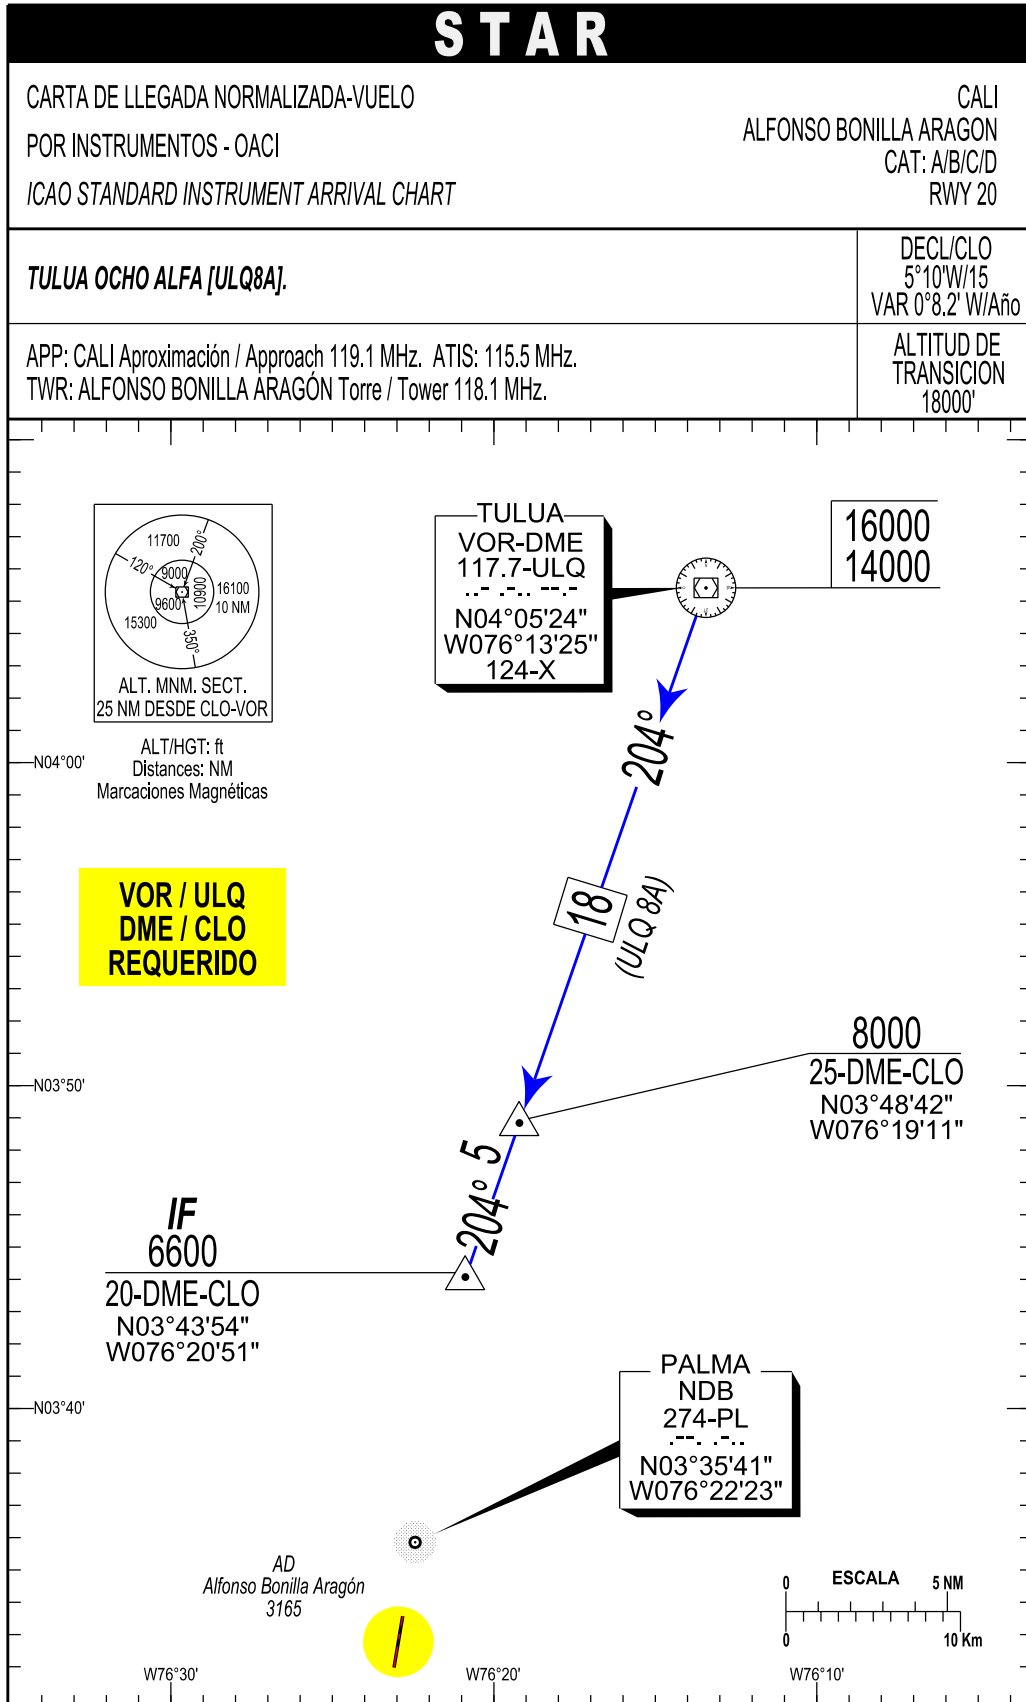 STAR
CARTA DE LLEGADA NORMALIZADA-VUELO
POR INSTRUMENTOS - OACI
ICAO STANDARD INSTRUMENT ARRIVAL CHART
CALI
ALFONSO BONILLA ARAGON
CAT: A/B/C/D
RWY 20
TULUA OCHO ALFA [ULQ8A].
DECL/CLO
5°10'W/15
VAR 0°8.2' W/Año
APP: CALI Aproximación / Approach 119.1 MHz. ATIS: 115.5 MHz.
TWR: ALFONSO BONILLA ARAGÓN Torre / Tower 118.1 MHz.
ALTITUD DE
TRANSICION
18000'
11700
200°
120°
9000
10900
16100
10 NM
9600
15300
350°
ALT. MNM. SECT.
25 NM DESDE CLO-VOR
ALT/HGT: ft
Distances: NM
Marcaciones Magnéticas
TULUA
VOR-DME
117.7-ULQ
..- .-.. --.-
N04°05'24"
W076°13'25"
124-X
16000
14000
204°
N04°00'
VOR / ULQ
DME / CLO
REQUERIDO
18
(ULQ 8A)
8000
25-DME-CLO
N03°48'42"
W076°19'11"
N03°50'
204° 5
IF
6600
20-DME-CLO
N03°43'54"
W076°20'51"
N03°40'
PALMA
NDB
274-PL
.--. .-..
N03°35'41"
W076°22'23"
AD
Alfonso Bonilla Aragón
3165
0 ESCALA 5 NM
0 10 Km
W76°30'
W76°20'
W76°10'